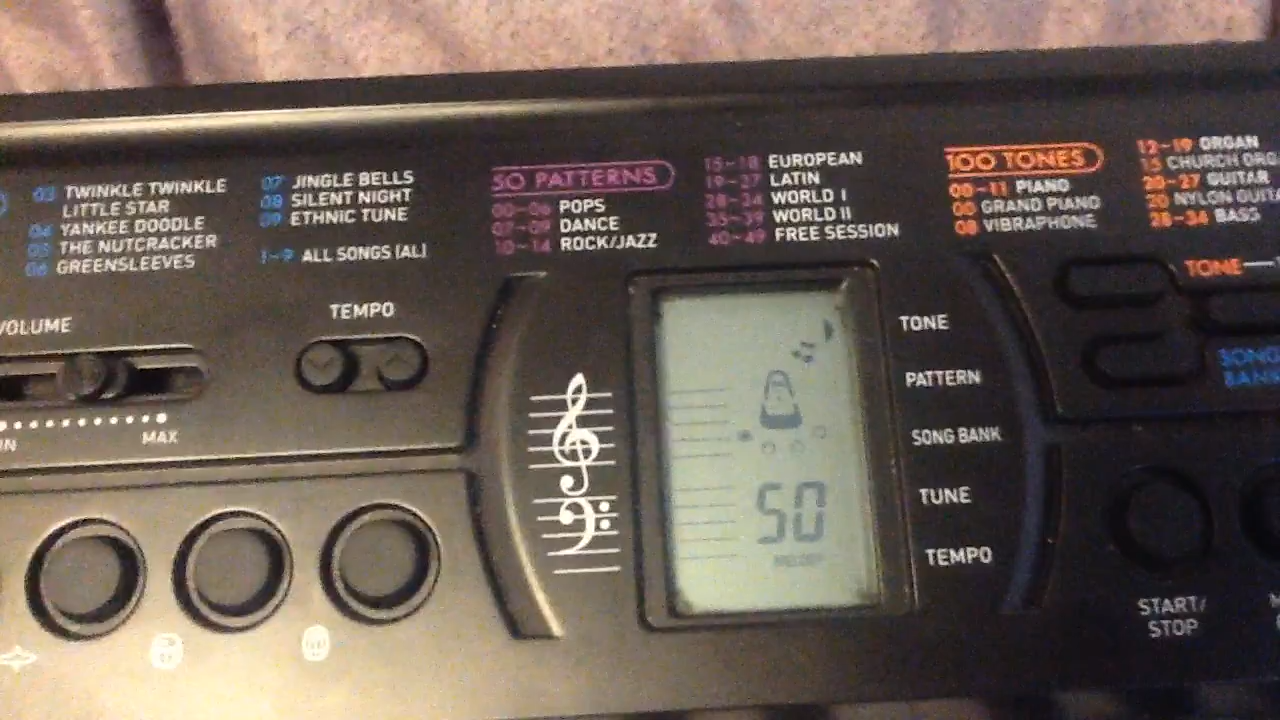 03 TWINKLE TWINKLE
LITTLE STAR
04 YANKEE DOODLE
05 THE NUTCRACKER
06 GREENSLEEVES
07 JINGLE BELLS
08 SILENT NIGHT
09 ETHNIC TUNE
1-9 ALL SONGS (AL)
50 PATTERNS
00-06 POPS
07-09 DANCE
10-14 ROCK/JAZZ
15-18 EUROPEAN
19-27 LATIN
28-34 WORLD I
35-39 WORLD II
40-49 FREE SESSION
100 TONES
00-11 PIANO
00 GRAND PIANO
08 VIBRAPHONE
12-19 ORGAN
15 CHURCH ORG
20-27 GUITAR
20 NYLON GUITA
28-36 BASS
VOLUME
IN
MAX
TEMPO
50
MELODY
TONE
PATTERN
SONG BANK
TUNE
TEMPO
TONE
SONG
BANK
START/
STOP